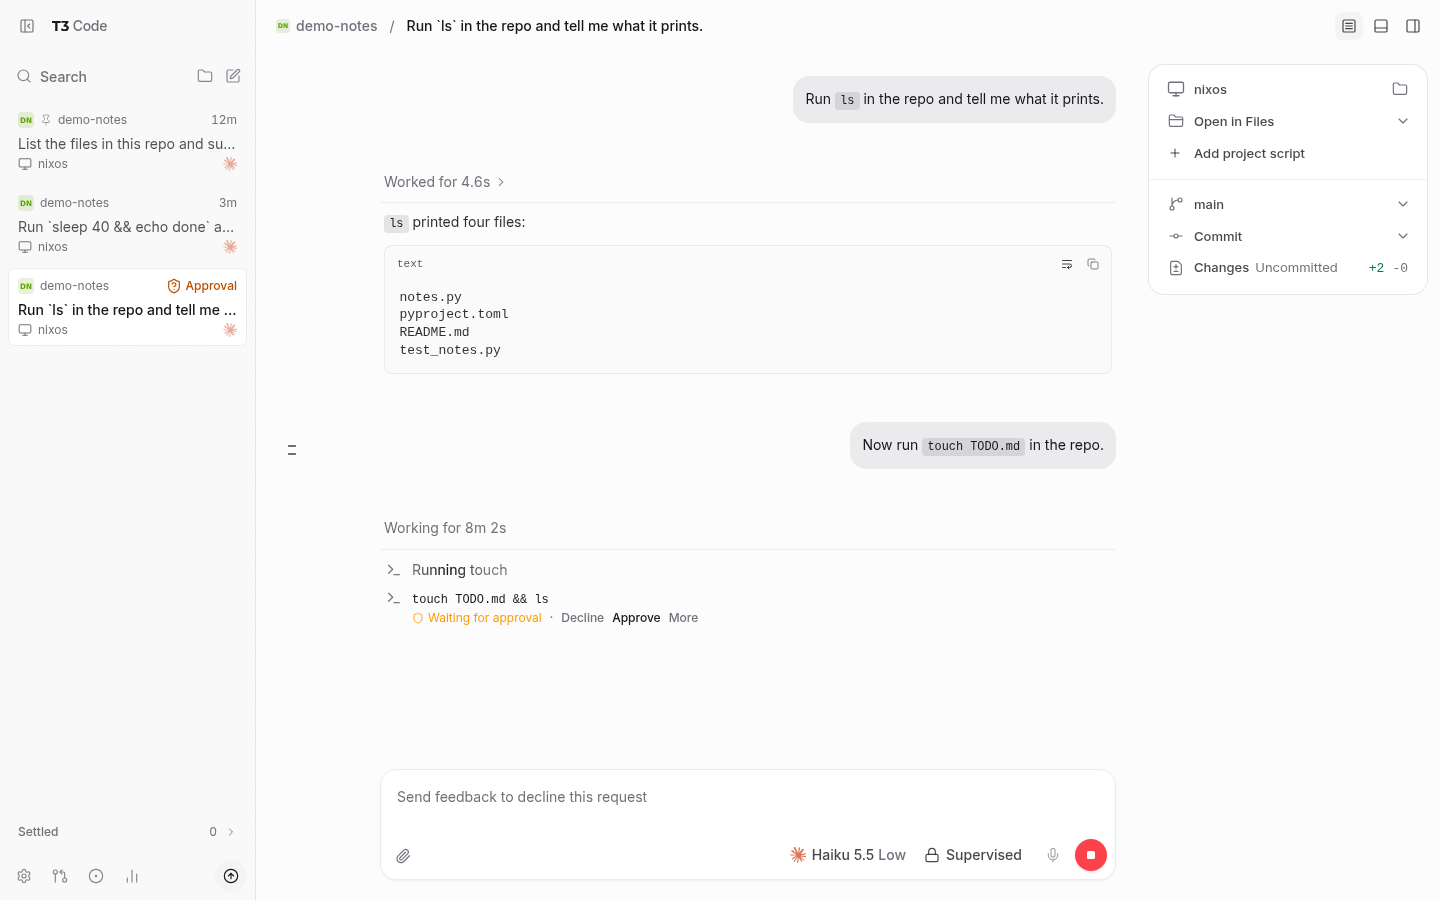 T3 Code
Search
DN demo-notes 12m
List the files in this repo and su...
nixos
DN demo-notes 3m
Run `sleep 40 && echo done` a...
nixos
DN demo-notes Approval
Run `ls` in the repo and tell me ...
nixos
Settled 0
DN demo-notes / Run `ls` in the repo and tell me what it prints.
Run ls in the repo and tell me what it prints.
Worked for 4.6s
ls printed four files:
text
notes.py
pyproject.toml
README.md
test_notes.py
Now run touch TODO.md in the repo.
Working for 8m 2s
Running touch
touch TODO.md && ls
Waiting for approval · Decline Approve More
Send feedback to decline this request
Haiku 5.5 Low Supervised
nixos
Open in Files
Add project script
main
Commit
Changes Uncommitted +2 -0